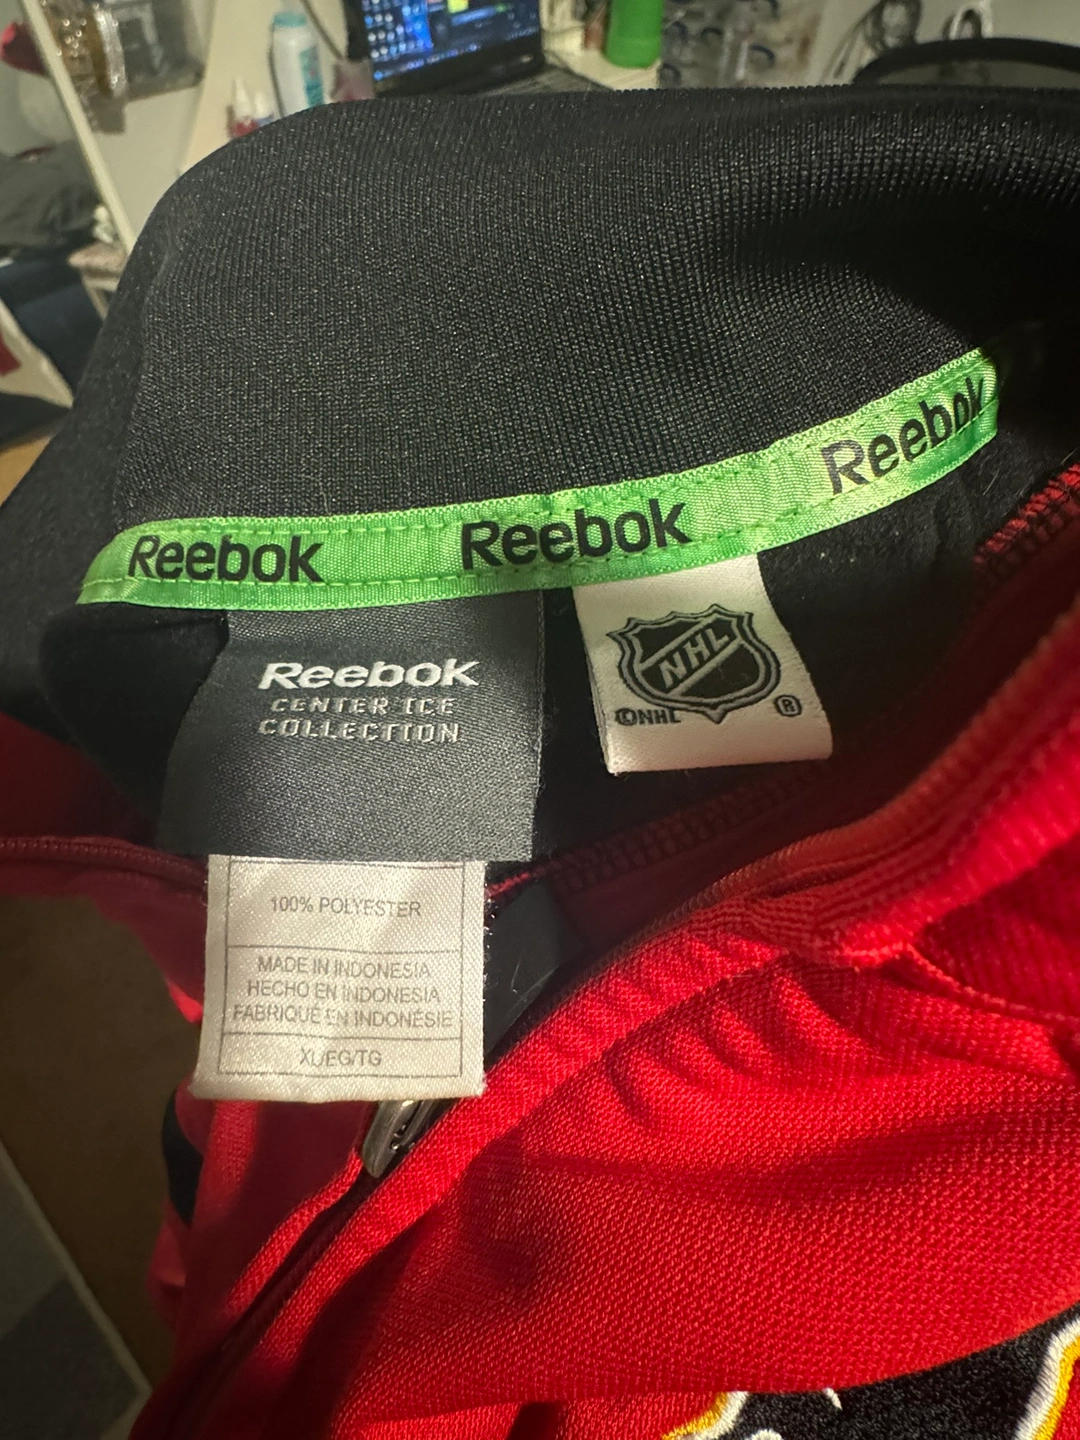 Reebok Reebok Reebok
Reebok
CENTER ICE
COLLECTION
NHL
©NHL ®
100% POLYESTER
MADE IN INDONESIA
HECHO EN INDONESIA
FABRIQUÉ EN INDONÉSIE
XL/EG/TG